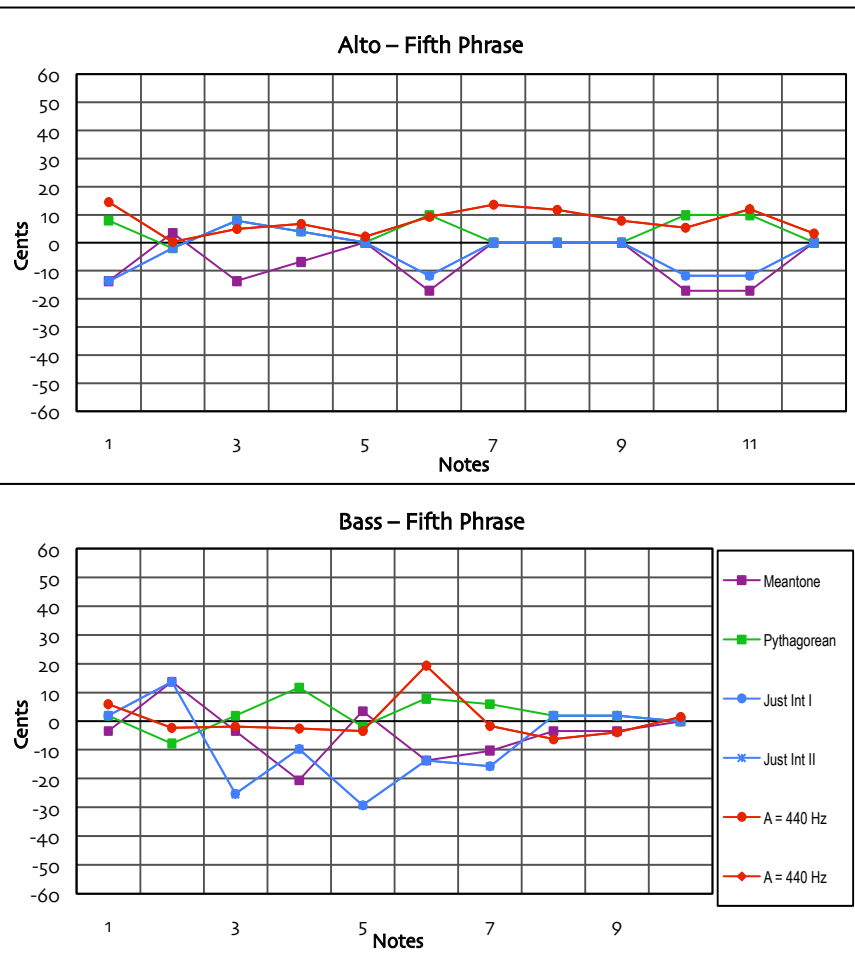 Alto – Fifth Phrase
60
50
40
30
20
10
0
-10
-20
-30
-40
-50
-60
Cents
1 3 5 7 9 11
Notes
Bass – Fifth Phrase
60
50
40
30
20
10
0
-10
-20
-30
-40
-50
-60
Cents
1 3 5 7 9
Notes
Meantone
Pythagorean
Just Int I
Just Int II
A = 440 Hz
A = 440 Hz